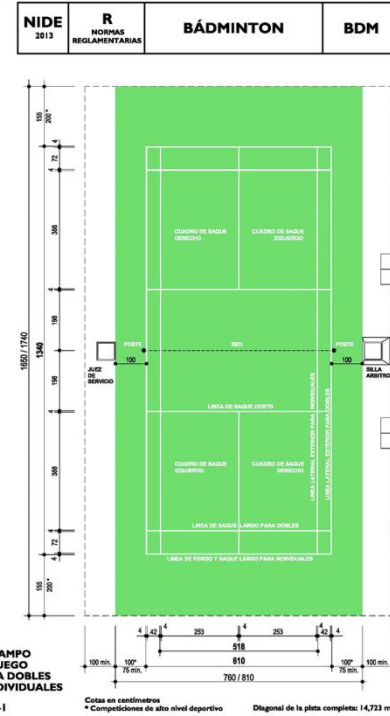 NIDE
2013
R
NORMAS
REGLAMENTARIAS
BÁDMINTON
BDM
155
200*
4
72
4
368
4
198
1650 / 1740
1340
198
4
368
4
72
4
155
200*
CUADRO DE SAQUE
DERECHO
CUADRO DE SAQUE
IZQUIERDO
POSTE
RED
POSTE
100
100
JUEZ
DE
SERVICIO
SILLA
ARBITRO
LINEA DE SAQUE CORTO
CUADRO DE SAQUE
IZQUIERDO
CUADRO DE SAQUE
DERECHO
LINEA LATERAL EXTERIOR PARA INDIVIDUALES
LINEA LATERAL EXTERIOR PARA DOBLES
LINEA DE SAQUE LARGO PARA DOBLES
LINEA DE FONDO Y SAQUE LARGO PARA INDIVIDUALES
4 42 4 253 253 4 42 4
518
100 min. 100* 610 100* 100 min.
75 min. 75 min.
760 / 810
AMPO
JEGO
A DOBLES
DIVIDUALES
-1
Cotas en centímetros
* Competiciones de alto nivel deportivo
Diagonal de la pista completa: 14,723 m